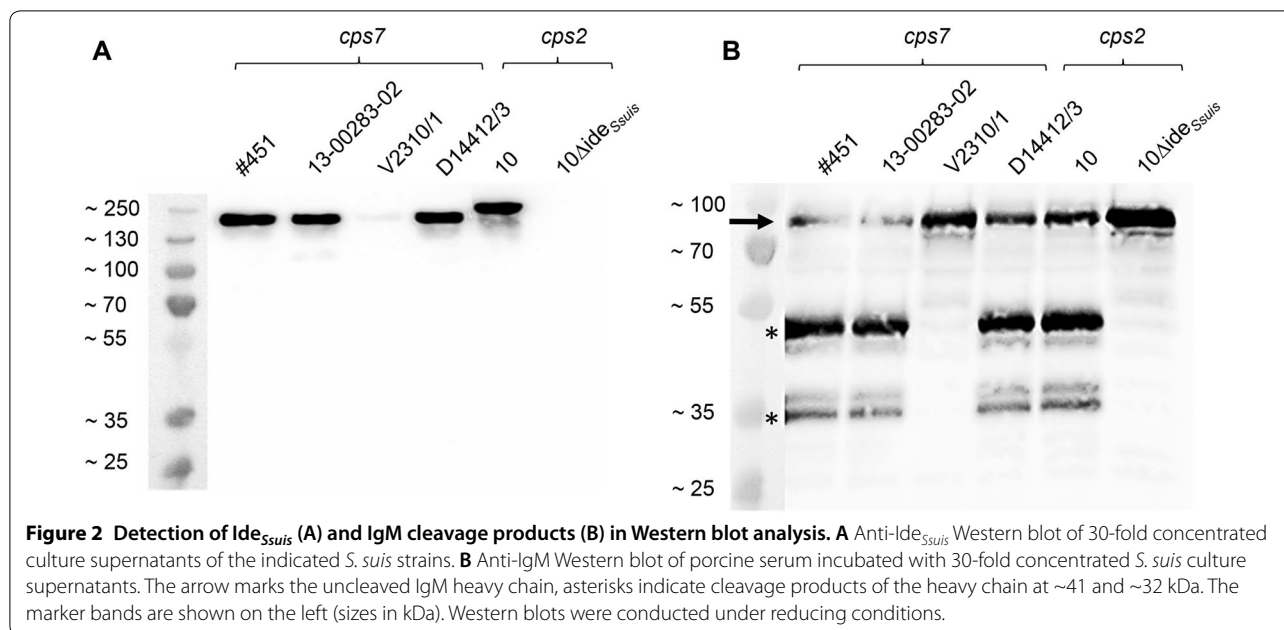 A
cps7
cps2
#451
13-00283-02
V2310/1
D14412/3
10
10Δide_Ssuis
~ 250
~ 130
~ 100
~ 70
~ 55
~ 35
~ 25
B
cps7
cps2
#451
13-00283-02
V2310/1
D14412/3
10
10Δide_Ssuis
~ 100
~ 70
~ 55
*
~ 35
*
~ 25
Figure 2 Detection of Ide_Ssuis (A) and IgM cleavage products (B) in Western blot analysis. A Anti-Ide_Ssuis Western blot of 30-fold concentrated
culture supernatants of the indicated S. suis strains. B Anti-IgM Western blot of porcine serum incubated with 30-fold concentrated S. suis culture
supernatants. The arrow marks the uncleaved IgM heavy chain, asterisks indicate cleavage products of the heavy chain at ~41 and ~32 kDa. The
marker bands are shown on the left (sizes in kDa). Western blots were conducted under reducing conditions.